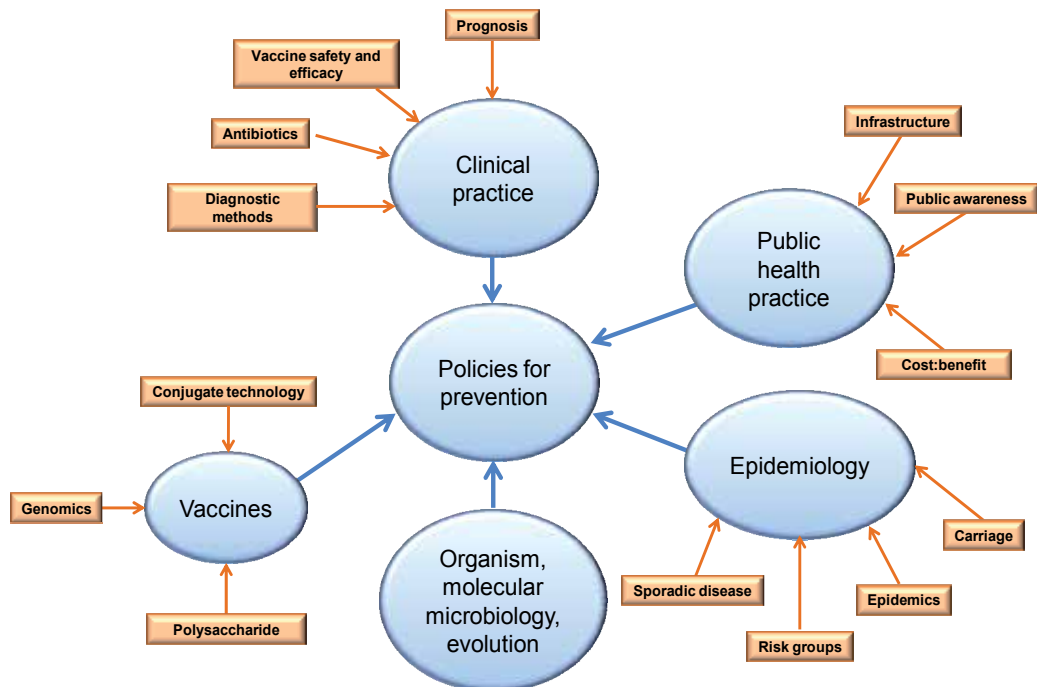 Prognosis
Vaccine safety and
efficacy
Antibiotics
Diagnostic
methods
Clinical
practice
Infrastructure
Public awareness
Public
health
practice
Cost:benefit
Policies for
prevention
Conjugate technology
Vaccines
Genomics
Polysaccharide
Epidemiology
Carriage
Sporadic disease
Epidemics
Risk groups
Organism,
molecular
microbiology,
evolution